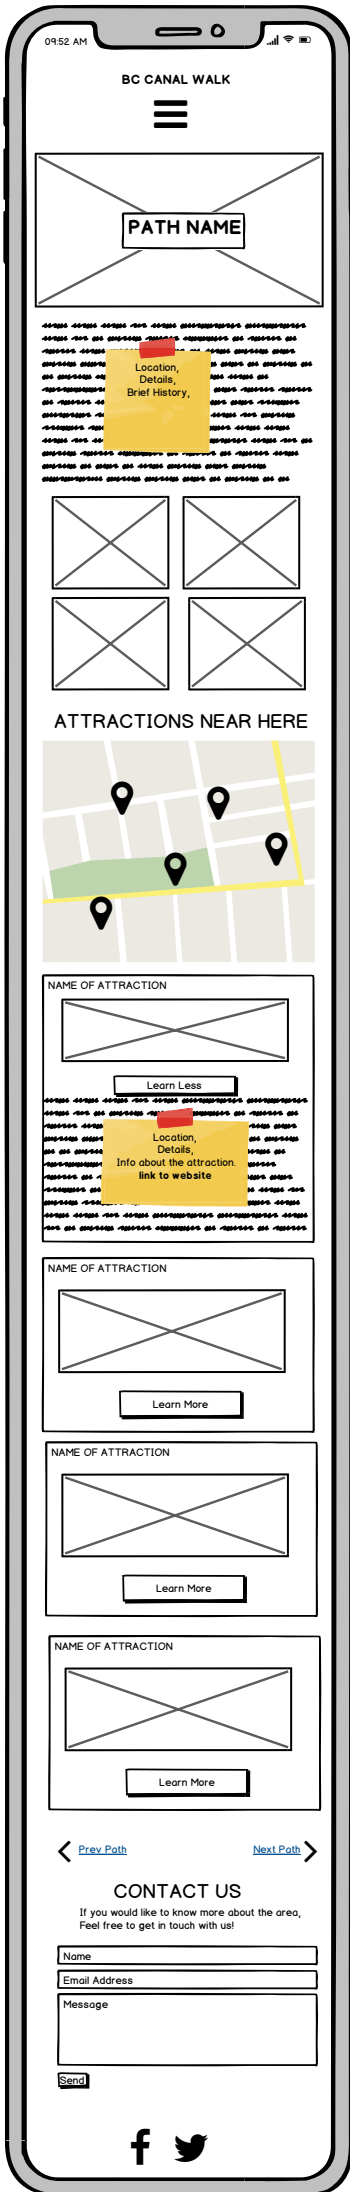 09:52 AM
BC CANAL WALK
PATH NAME
Location,
Details,
Brief History,
ATTRACTIONS NEAR HERE
NAME OF ATTRACTION
Learn Less
Location,
Details,
Info about the attraction.
link to website
NAME OF ATTRACTION
Learn More
NAME OF ATTRACTION
Learn More
NAME OF ATTRACTION
Learn More
Prev Path
Next Path
CONTACT US
If you would like to know more about the area,
Feel free to get in touch with us!
Name
Email Address
Message
Send